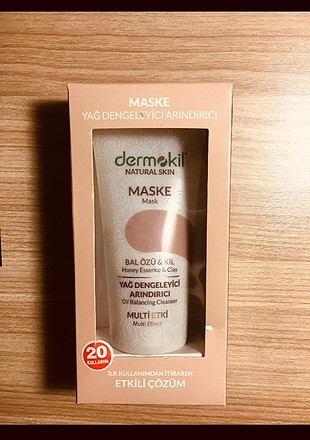 MASKE
YAĞ DENGELEYİCİ ARINDIRICI
dermokil
NATURAL SKIN
MASKE
Mask
BAL ÖZÜ & KİL
Honey Essence & Clay
YAĞ DENGELEYİCİ
ARINDIRICI
Oil Balancing Cleanser
MULTİ ETKİ
Multi Effect
20
KULLANIM
İLK KULLANIMDAN İTİBAREN
ETKİLİ ÇÖZÜM